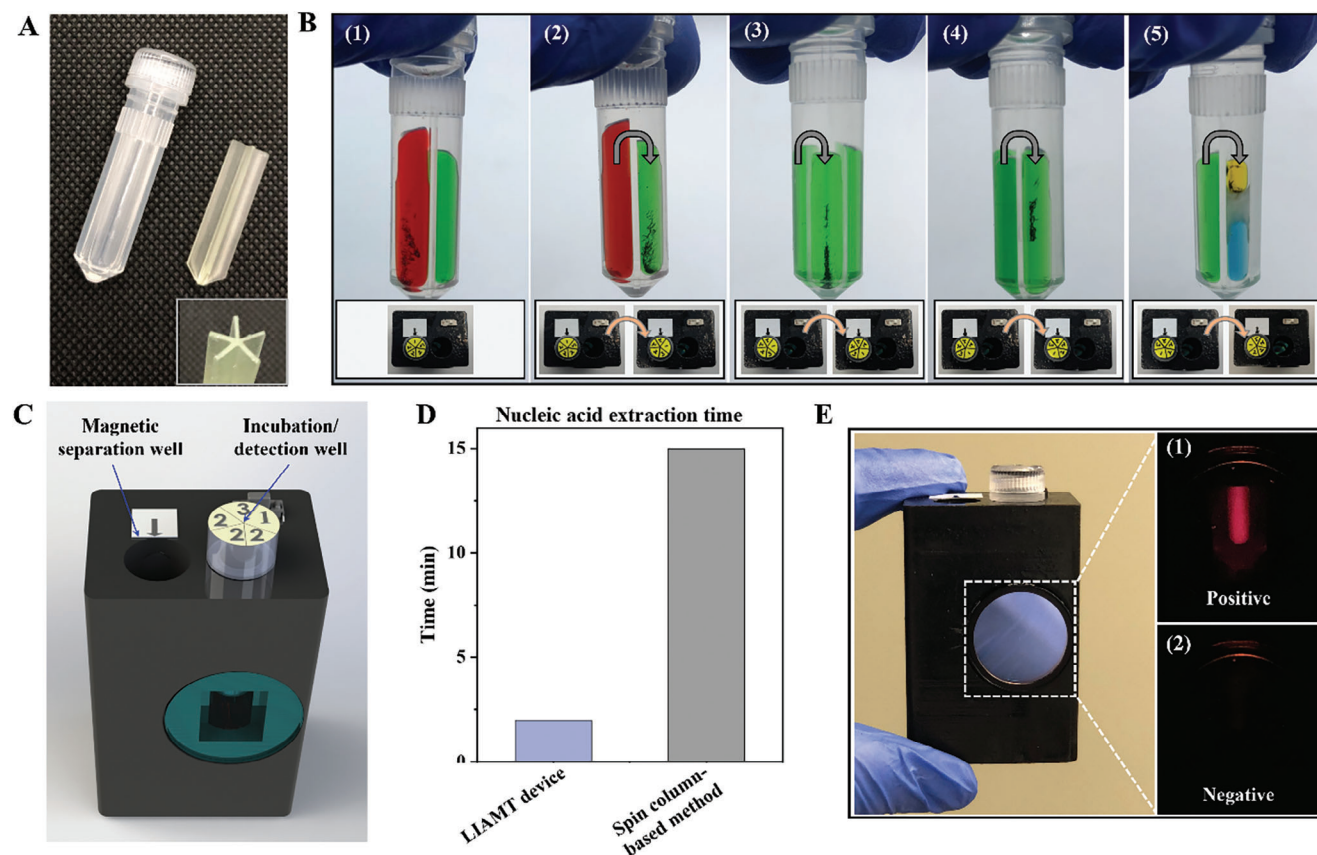 A
B
(1)
(2)
(3)
(4)
(5)
C
Magnetic
separation well
Incubation/
detection well
3
2
1
2
2
D
Nucleic acid extraction time
Time (min)
15
10
5
0
LIAMT device
Spin column-
based method
E
(1)
Positive
(2)
Negative